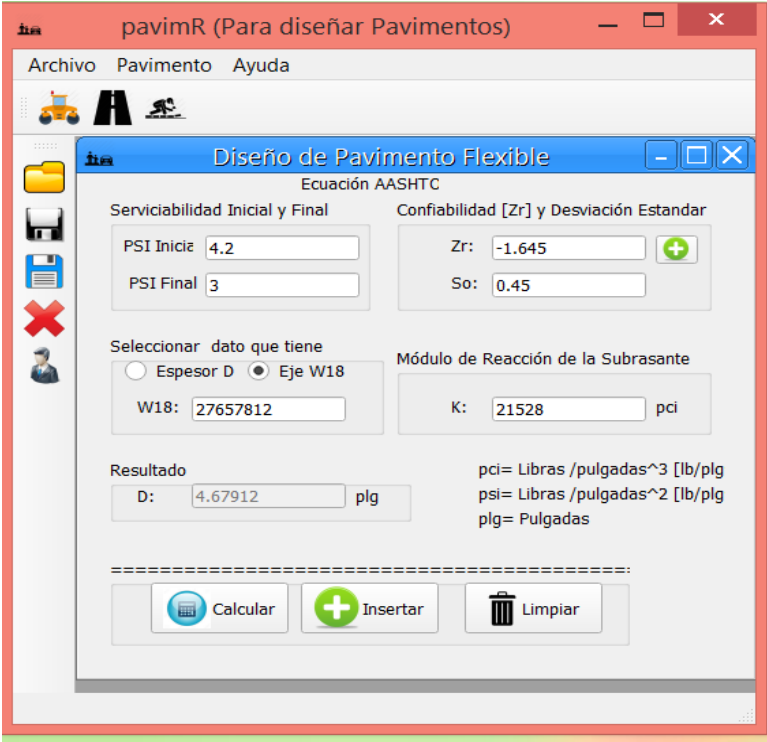 pavimR (Para diseñar Pavimentos)
Archivo Pavimento Ayuda
Diseño de Pavimento Flexible
Ecuación AASHTC
Serviciabilidad Inicial y Final
PSI Inicia 4.2
PSI Final 3
Confiabilidad [Zr] y Desviación Estandar
Zr: -1.645
So: 0.45
Seleccionar dato que tiene
Espesor D Eje W18
W18: 27657812
Módulo de Reacción de la Subrasante
K: 21528 pci
Resultado
D: 4.67912 plg
pci= Libras /pulgadas^3 [lb/plg
psi= Libras /pulgadas^2 [lb/plg
plg= Pulgadas
============================================:
Calcular Insertar Limpiar